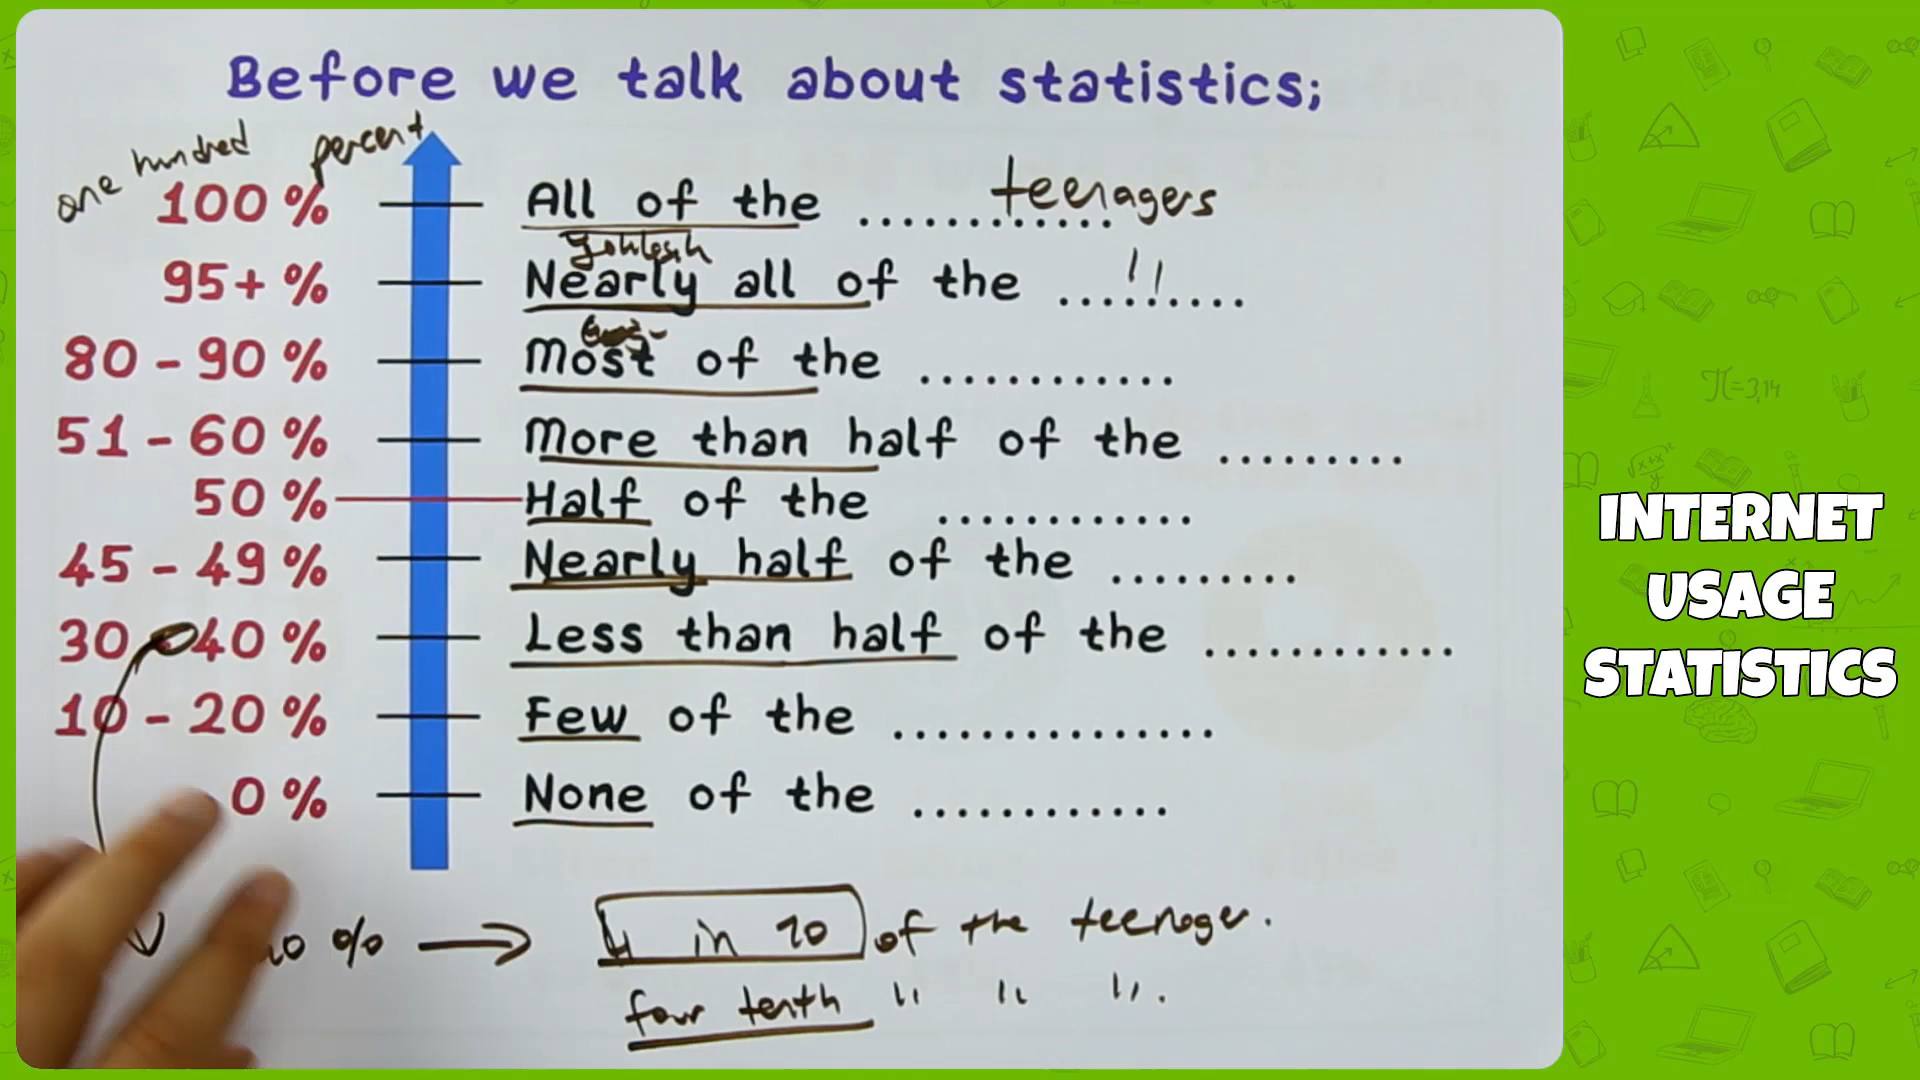 Before we talk about statistics;
one hundred percent
100 % All of the ............ teenagers
95+ % Nearly all of the .......... 11
80 - 90 % Most of the ............
51 - 60 % More than half of the .........
50 % Half of the ............
45 - 49 % Nearly half of the .........
30 40 % Less than half of the ............
10 - 20 % Few of the ...............
0 % None of the ............
% → 4 in 10 of the teenager.
four tenth " " ".
INTERNET
USAGE
STATISTICS
π=3,14